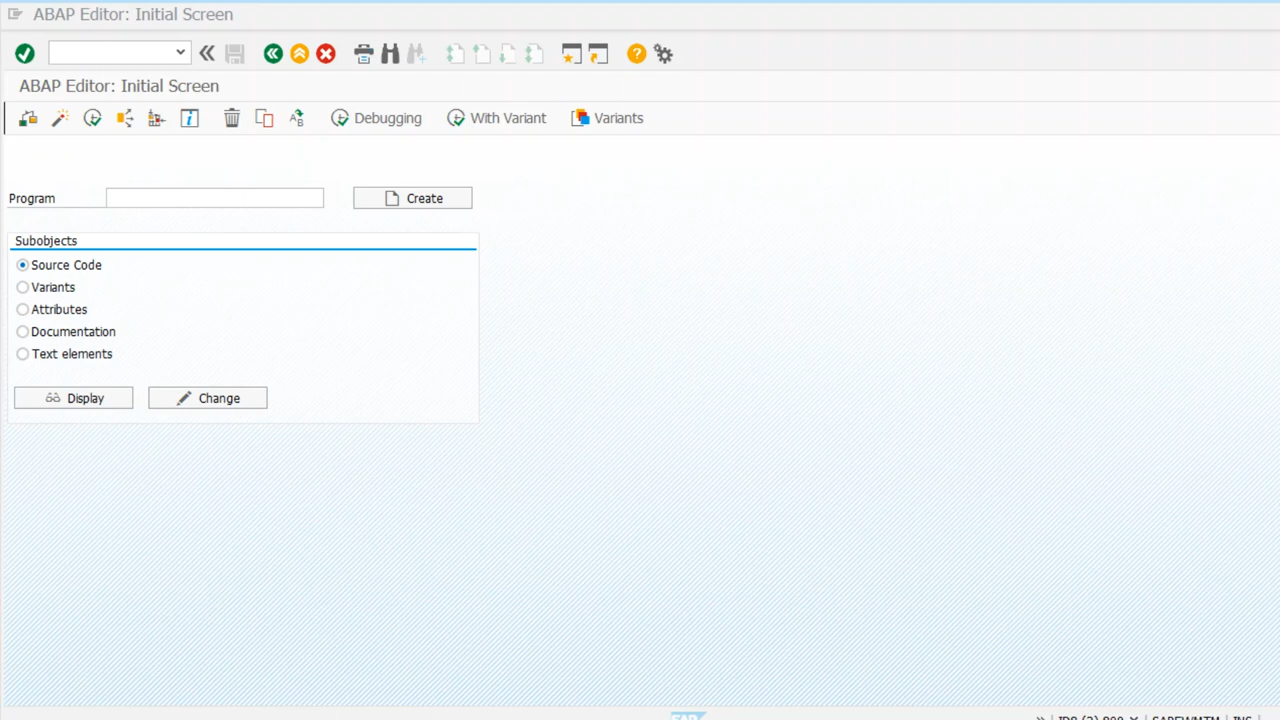 ABAP Editor: Initial Screen
ABAP Editor: Initial Screen
Debugging With Variant Variants
Program Create
Subobjects
Source Code
Variants
Attributes
Documentation
Text elements
Display Change